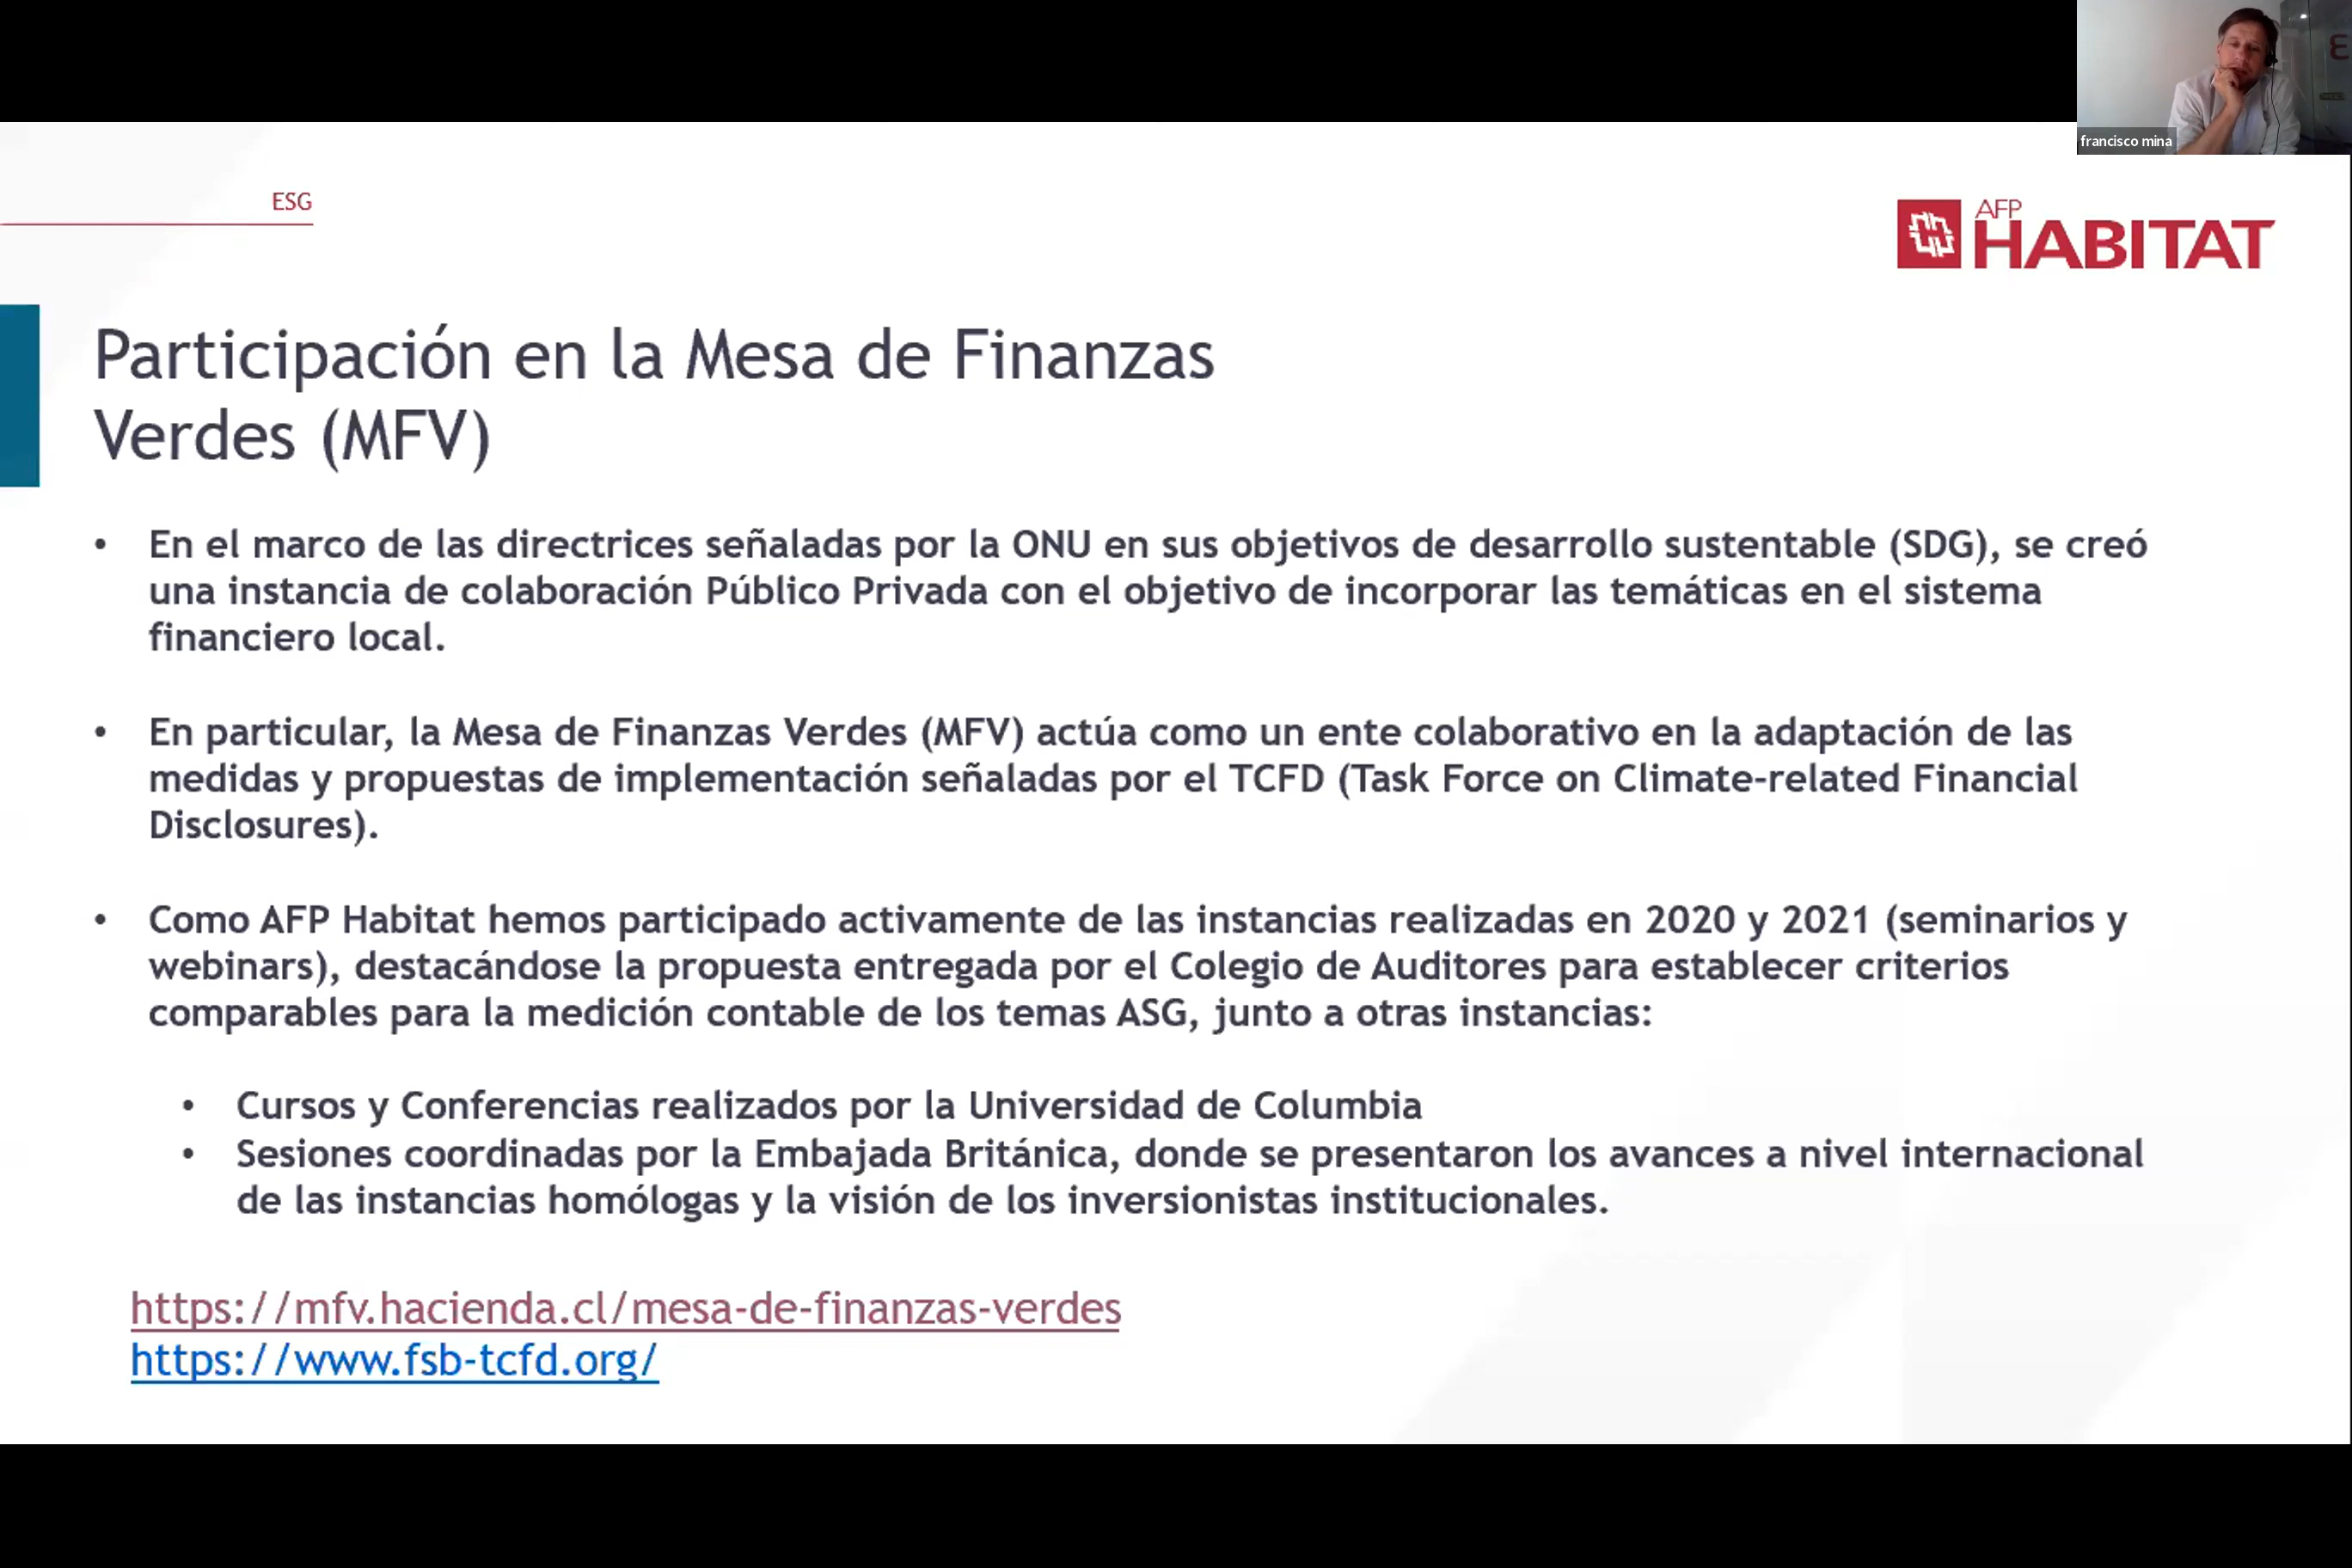 francisco mina
ESG
AFP
HABITAT
Participación en la Mesa de Finanzas
Verdes (MFV)
• En el marco de las directrices señaladas por la ONU en sus objetivos de desarrollo sustentable (SDG), se creó
una instancia de colaboración Público Privada con el objetivo de incorporar las temáticas en el sistema
financiero local.
• En particular, la Mesa de Finanzas Verdes (MFV) actúa como un ente colaborativo en la adaptación de las
medidas y propuestas de implementación señaladas por el TCFD (Task Force on Climate-related Financial
Disclosures).
• Como AFP Habitat hemos participado activamente de las instancias realizadas en 2020 y 2021 (seminarios y
webinars), destacándose la propuesta entregada por el Colegio de Auditores para establecer criterios
comparables para la medición contable de los temas ASG, junto a otras instancias:
• Cursos y Conferencias realizados por la Universidad de Columbia
• Sesiones coordinadas por la Embajada Británica, donde se presentaron los avances a nivel internacional
de las instancias homólogas y la visión de los inversionistas institucionales.
https://mfv.hacienda.cl/mesa-de-finanzas-verdes
https://www.fsb-tcfd.org/